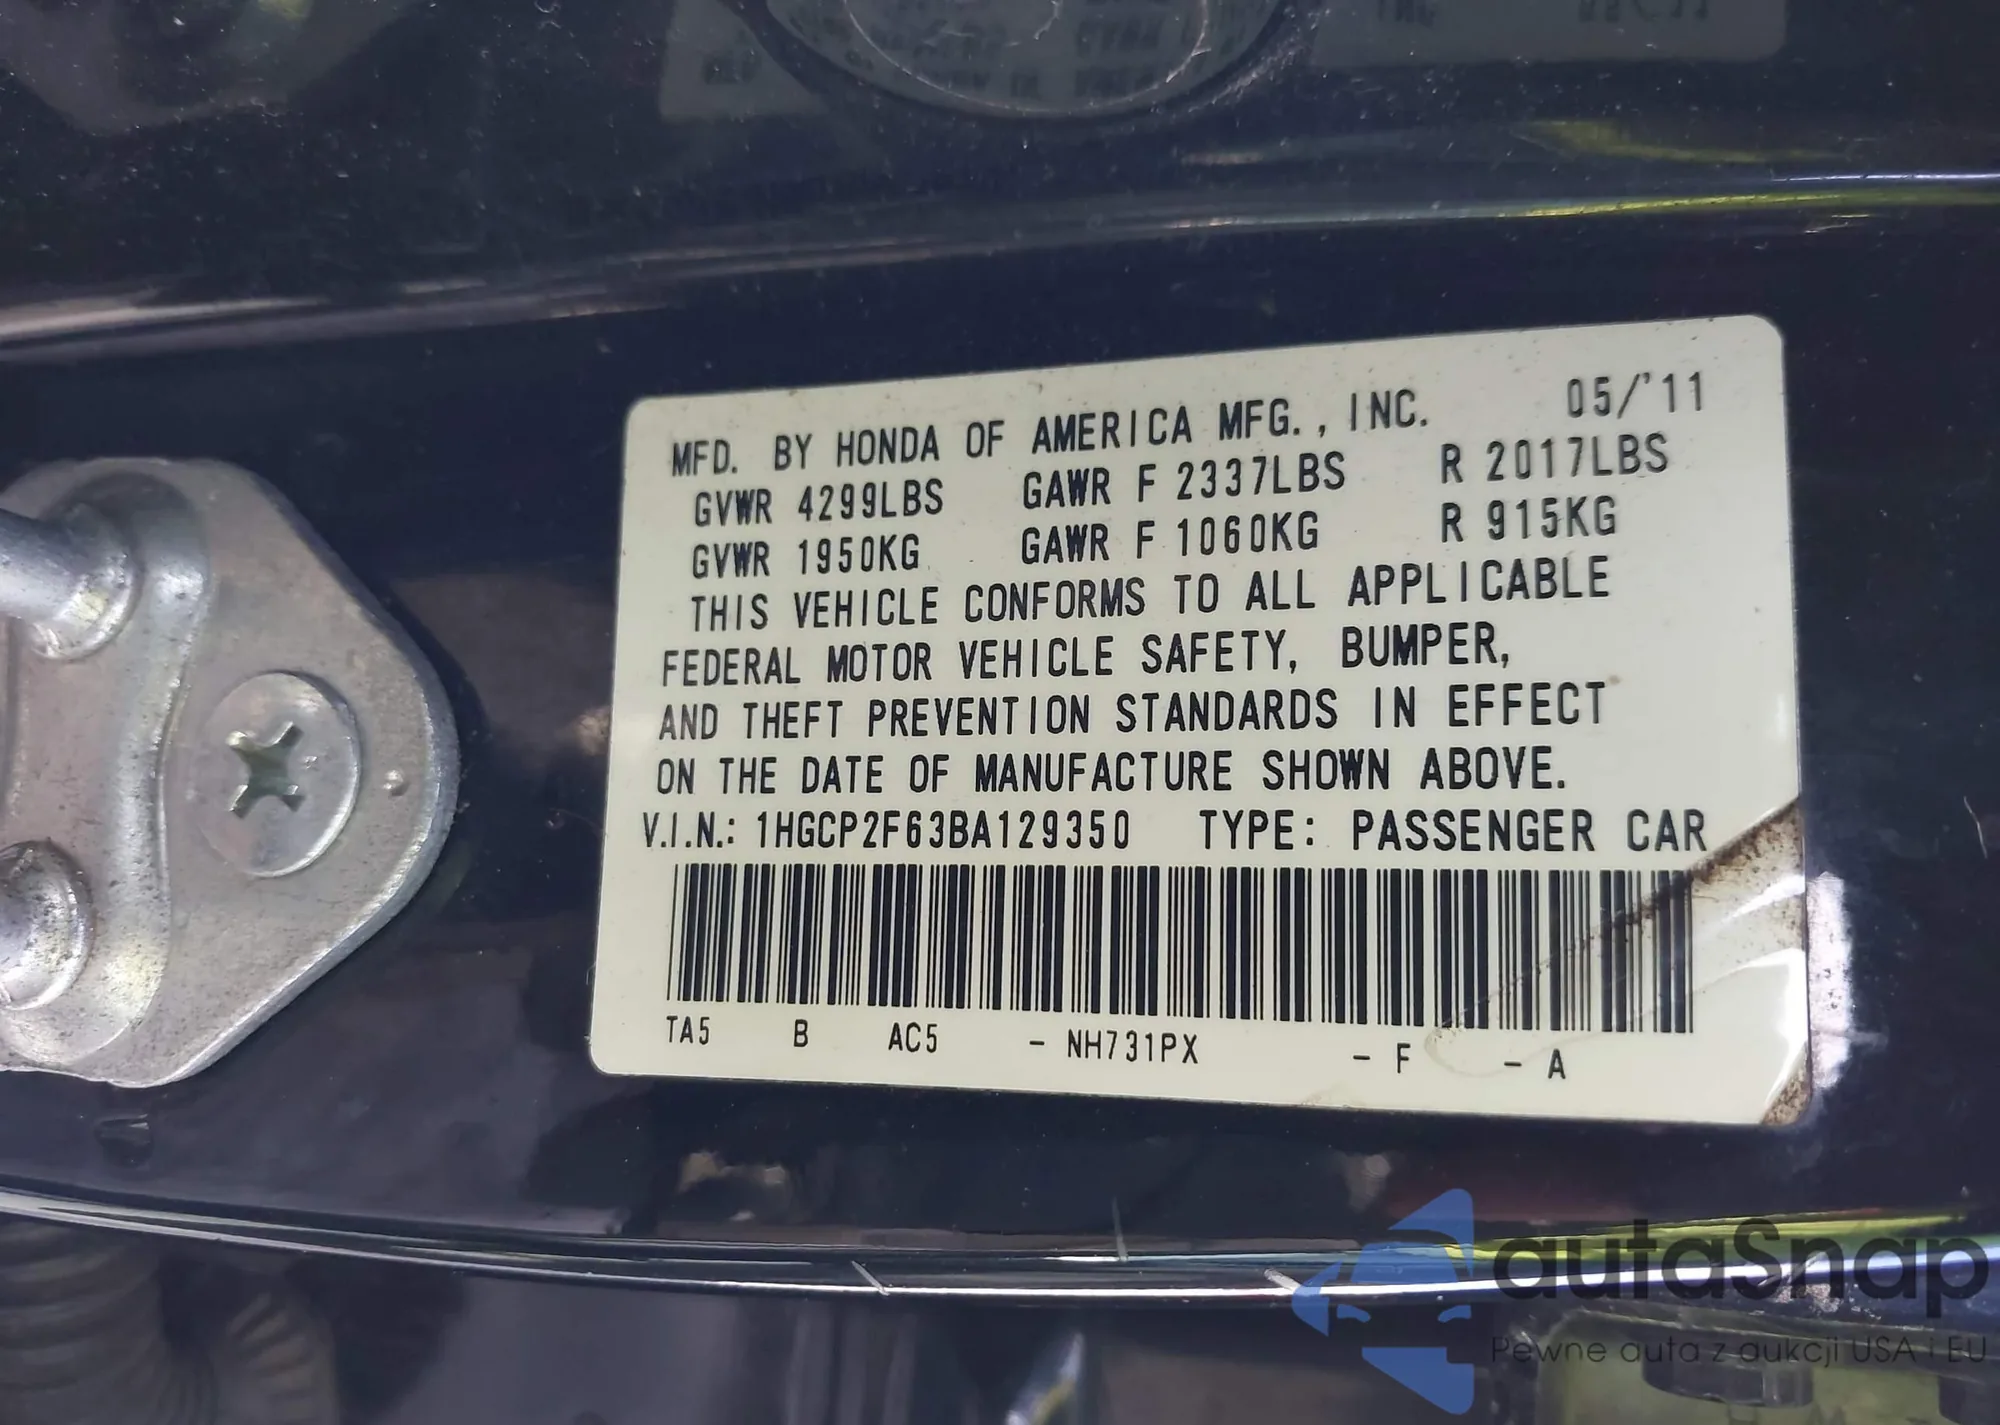 MFD. BY HONDA OF AMERICA MFG., INC. 05/'11
GVWR 4299LBS GAWR F 2337LBS R 2017LBS
GVWR 1950KG GAWR F 1060KG R 915KG
THIS VEHICLE CONFORMS TO ALL APPLICABLE
FEDERAL MOTOR VEHICLE SAFETY, BUMPER,
AND THEFT PREVENTION STANDARDS IN EFFECT
ON THE DATE OF MANUFACTURE SHOWN ABOVE.
V.I.N.: 1HGCP2F63BA129350 TYPE: PASSENGER CAR
TA5 B AC5 - NH731PX - F - A
autaSnap
Pewne auta z aukcji USA i EU